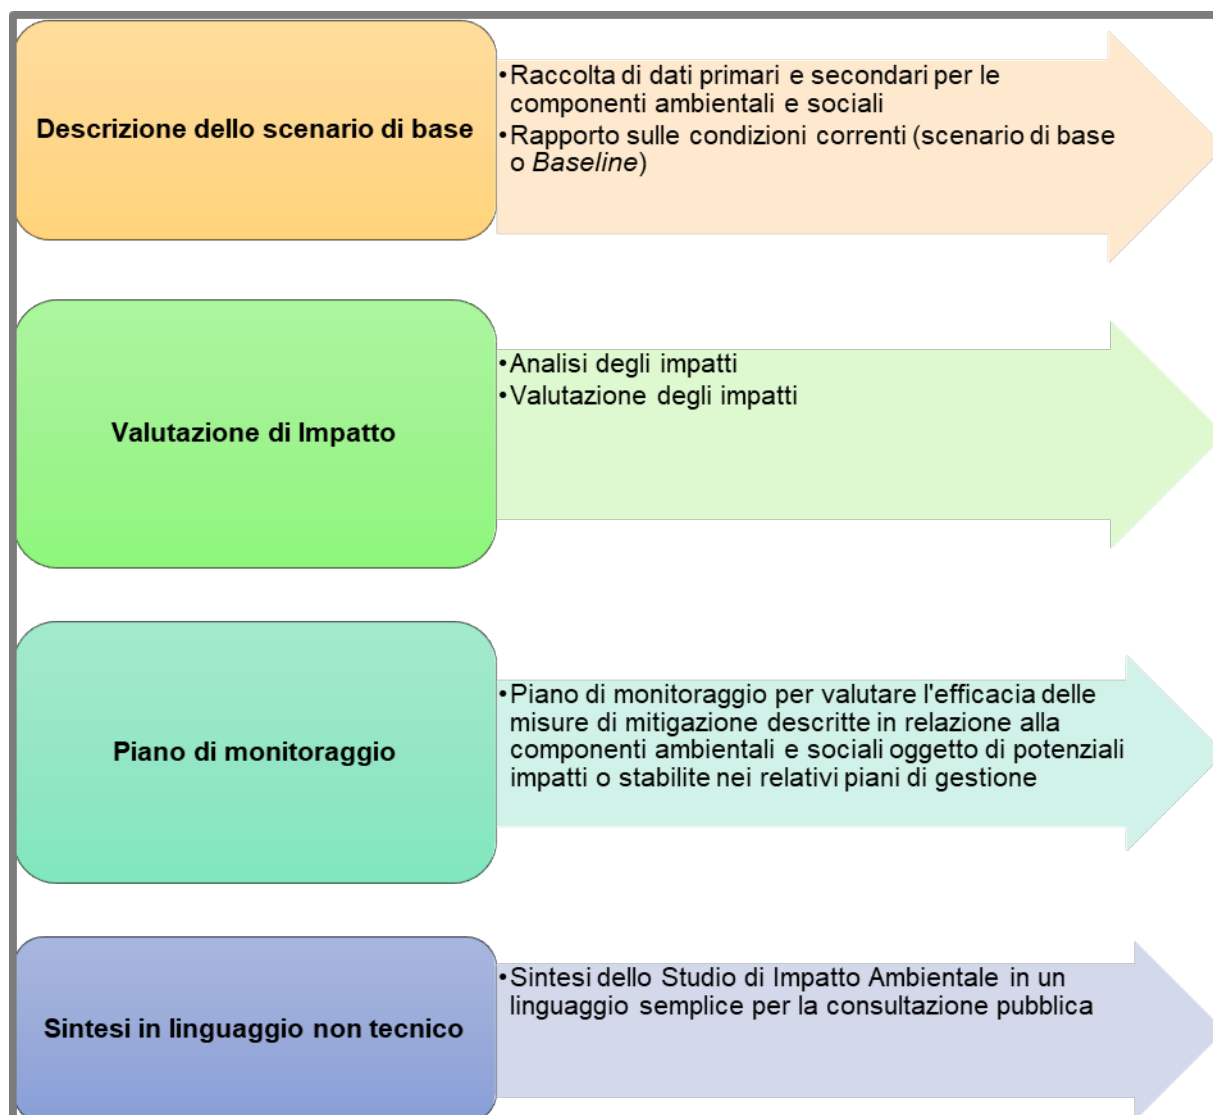 Descrizione dello scenario di base
•Raccolta di dati primari e secondari per le
componenti ambientali e sociali
•Rapporto sulle condizioni correnti (scenario di base
o Baseline)
Valutazione di Impatto
•Analisi degli impatti
•Valutazione degli impatti
Piano di monitoraggio
•Piano di monitoraggio per valutare l'efficacia delle
misure di mitigazione descritte in relazione alla
componenti ambientali e sociali oggetto di potenziali
impatti o stabilite nei relativi piani di gestione
Sintesi in linguaggio non tecnico
•Sintesi dello Studio di Impatto Ambientale in un
linguaggio semplice per la consultazione pubblica